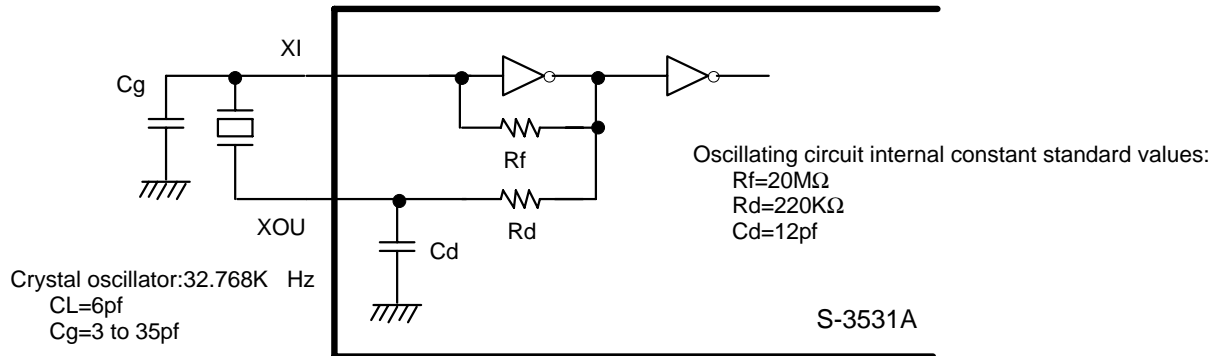 XI
Cg
Rf
Oscillating circuit internal constant standard values:
Rf=20MΩ
Rd=220KΩ
Cd=12pf
XOU
Rd
Cd
Crystal oscillator:32.768K Hz
CL=6pf
Cg=3 to 35pf
S-3531A